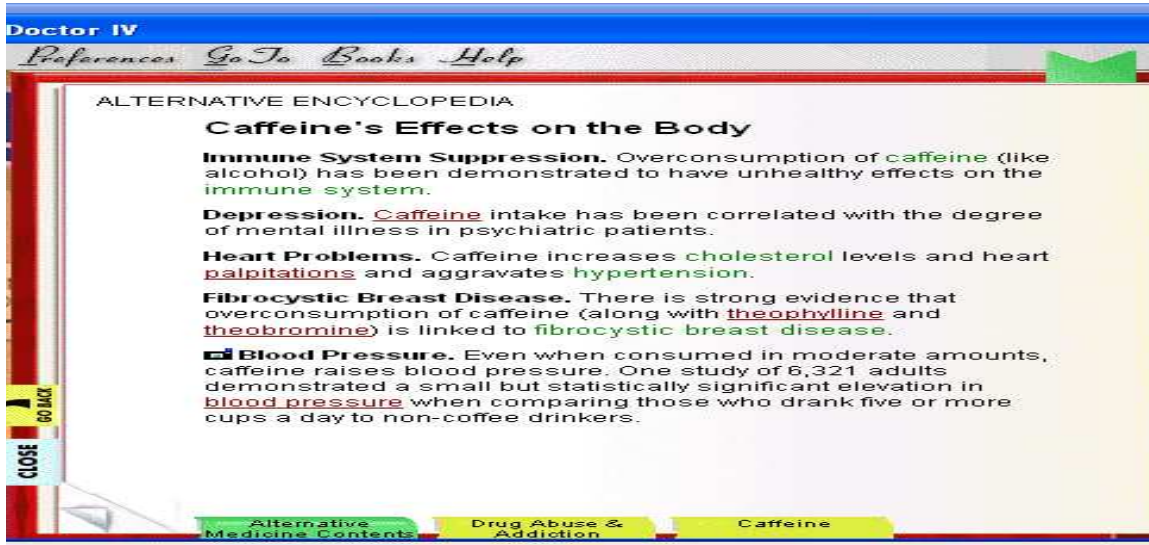 Doctor IV
Preferences Go To Books Help
ALTERNATIVE ENCYCLOPEDIA
Caffeine's Effects on the Body
Immune System Suppression. Overconsumption of caffeine (like
alcohol) has been demonstrated to have unhealthy effects on the
immune system.
Depression. Caffeine intake has been correlated with the degree
of mental illness in psychiatric patients.
Heart Problems. Caffeine increases cholesterol levels and heart
palpitations and aggravates hypertension.
Fibrocystic Breast Disease. There is strong evidence that
overconsumption of caffeine (along with theophylline and
theobromine) is linked to fibrocystic breast disease.
Blood Pressure. Even when consumed in moderate amounts,
caffeine raises blood pressure. One study of 6,321 adults
demonstrated a small but statistically significant elevation in
blood pressure when comparing those who drank five or more
cups a day to non-coffee drinkers.
GO BACK
CLOSE
Alternative
Medicine Contents
Drug Abuse &
Addiction
Caffeine